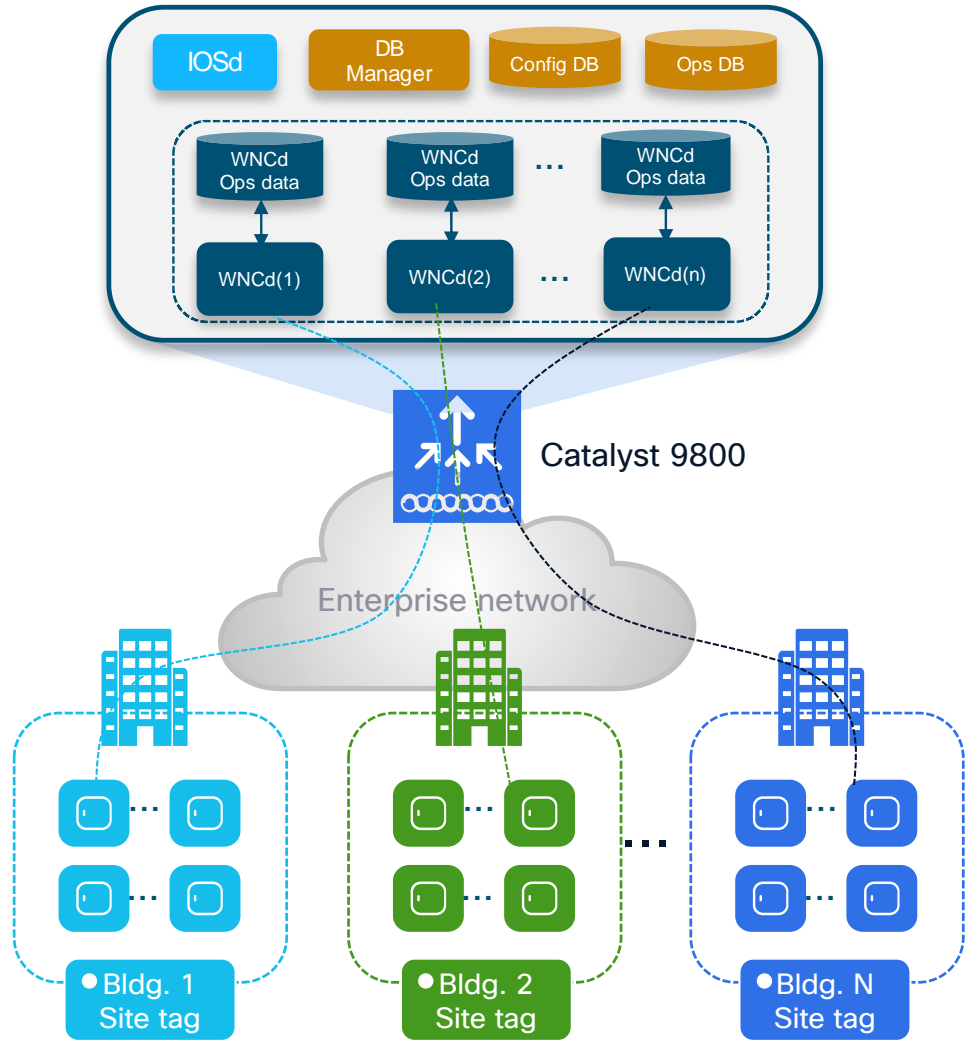 IOSd
DB
Manager
Config DB
Ops DB
WNCd
Ops data
WNCd
Ops data
...
WNCd
Ops data
WNCd(1)
WNCd(2)
...
WNCd(n)
Catalyst 9800
Enterprise network
...
...
...
...
...
...
...
Bldg. 1
Site tag
Bldg. 2
Site tag
Bldg. N
Site tag